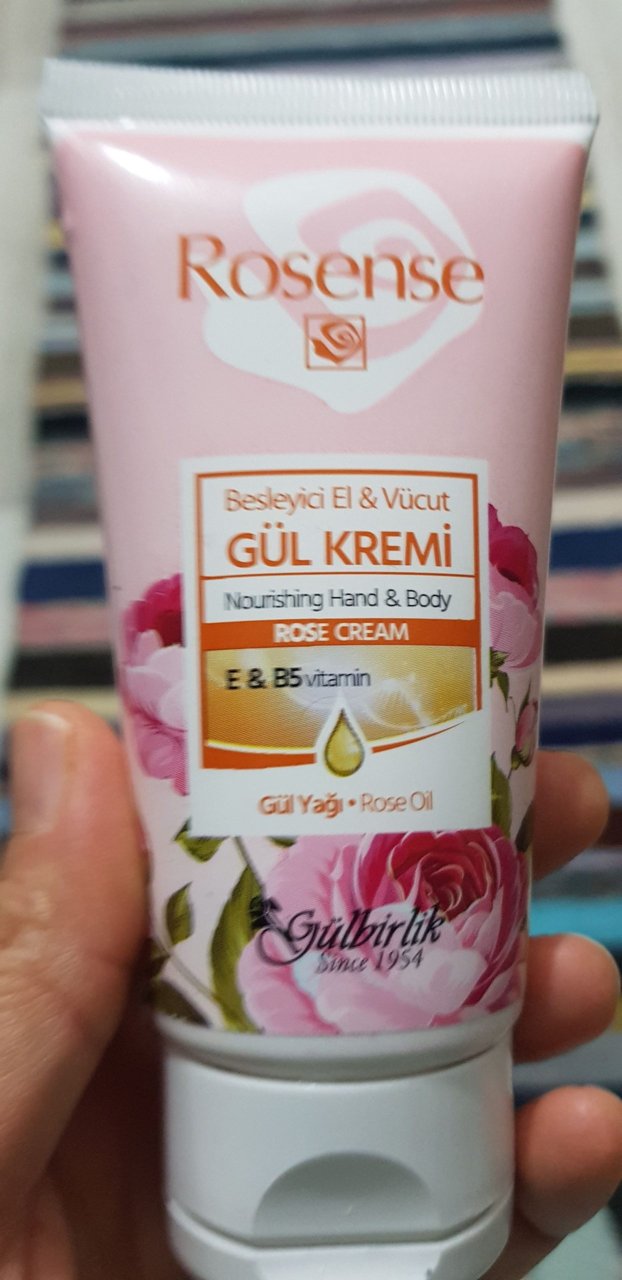 Rosense
Besleyici El & Vücut
GÜL KREMİ
Nourishing Hand & Body
ROSE CREAM
E & B5 vitamin
Gül Yağı • Rose Oil
Gülbirlik
Since 1954